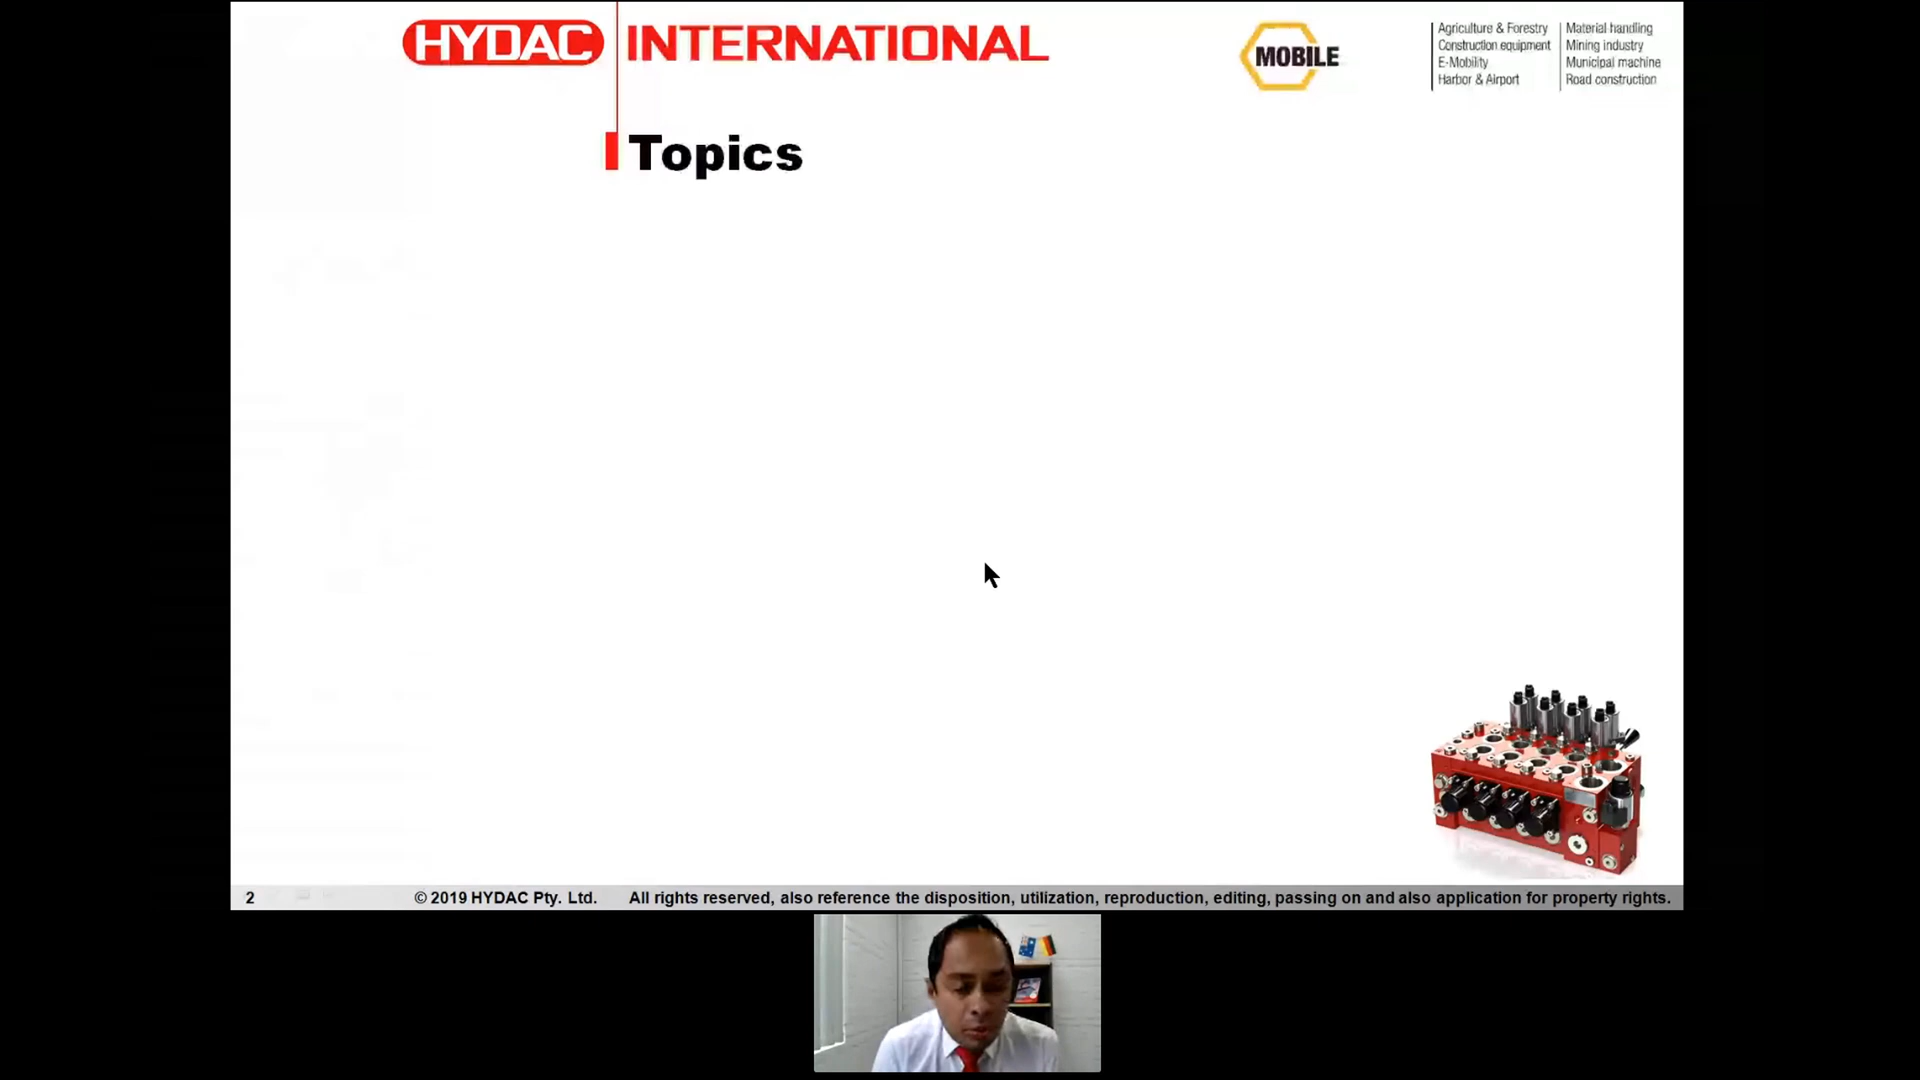 HYDAC INTERNATIONAL
MOBILE
Agriculture & Forestry
Construction equipment
E-Mobility
Harbor & Airport
Material handling
Mining industry
Municipal machine
Road construction
Topics
2 © 2019 HYDAC Pty. Ltd. All rights reserved, also reference the disposition, utilization, reproduction, editing, passing on and also application for property rights.